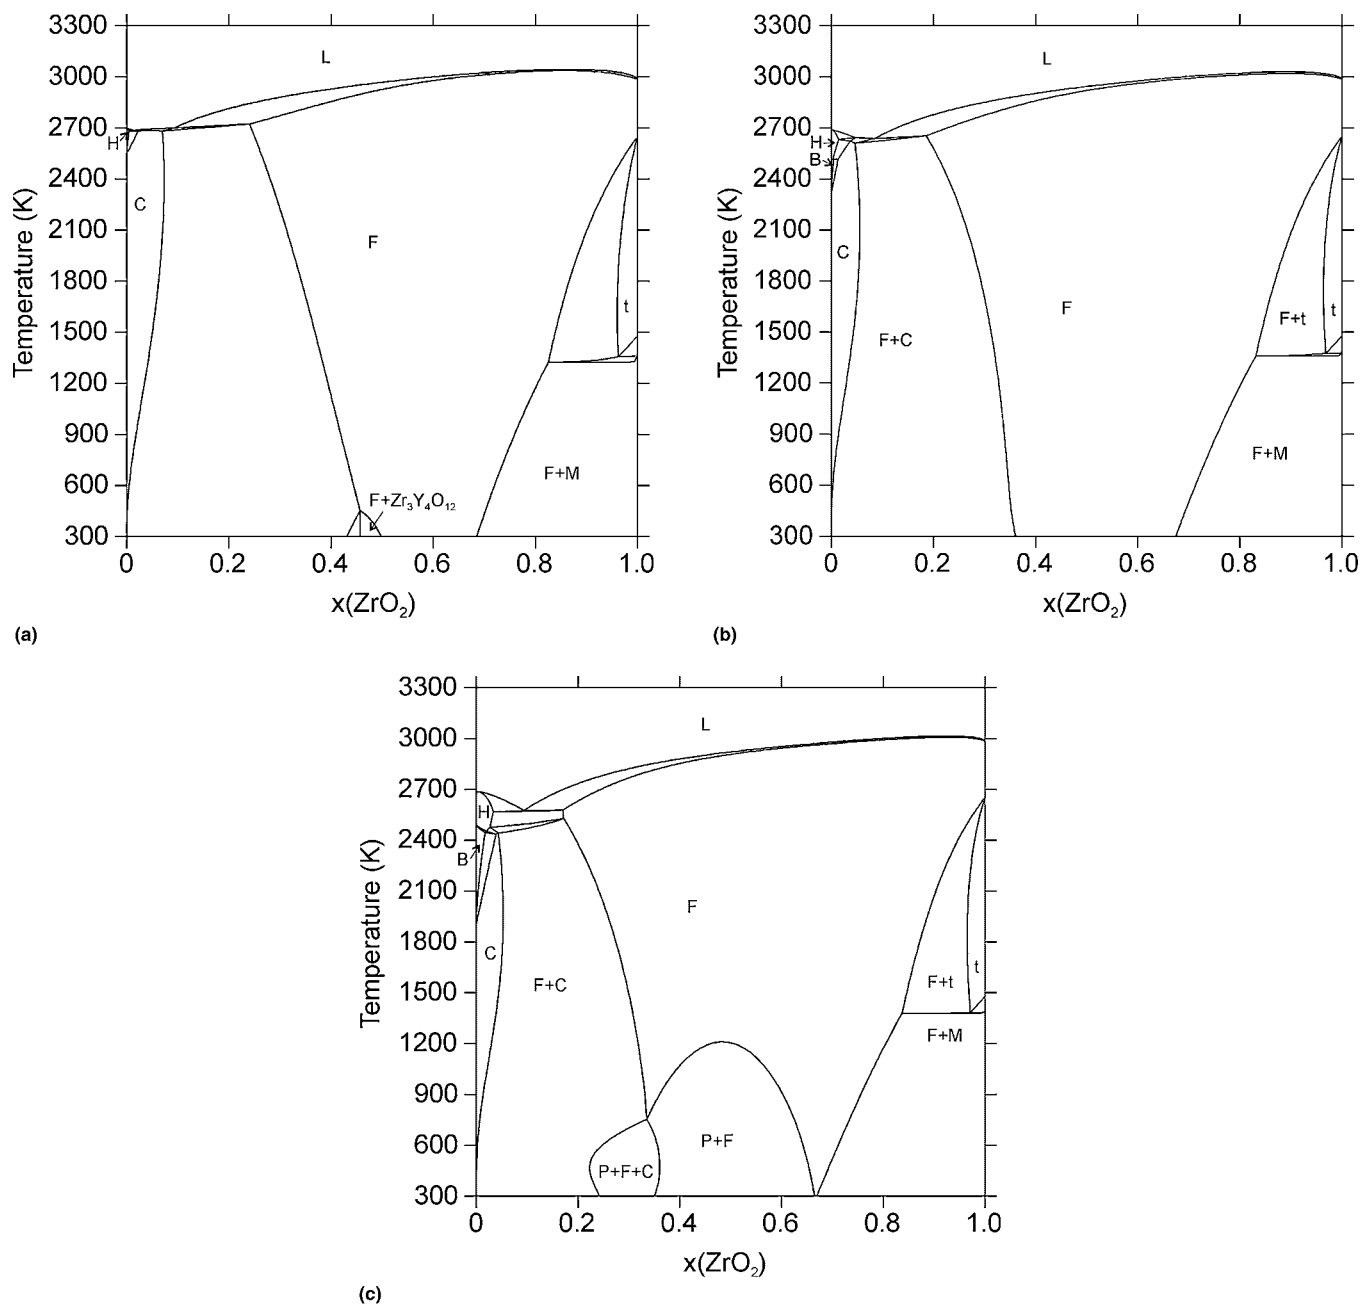 3300
3000
2700
2400
2100
1800
1500
1200
900
600
300
Temperature (K)
L
H
C
F
t
F+M
F+Zr₃Y₄O₁₂
0
0.2
0.4
0.6
0.8
1.0
x(ZrO₂)
(a)
3300
3000
2700
2400
2100
1800
1500
1200
900
600
300
Temperature (K)
L
H
B
C
F
F+C
F+t
t
F+M
0
0.2
0.4
0.6
0.8
1.0
x(ZrO₂)
(b)
3300
3000
2700
2400
2100
1800
1500
1200
900
600
300
Temperature (K)
L
H
B
F
C
F+C
F+t
t
F+M
P+F
P+F+C
0
0.2
0.4
0.6
0.8
1.0
x(ZrO₂)
(c)